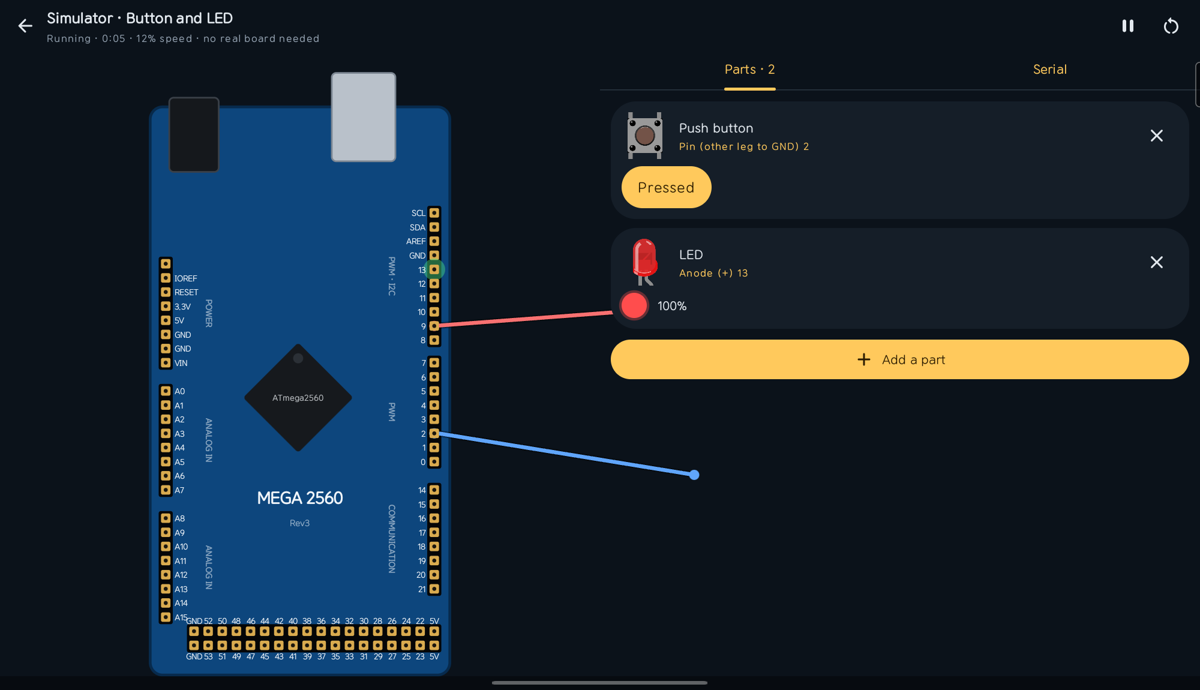 Simulator · Button and LED
Running · 0:05 · 12% speed · no real board needed
Parts · 2
Serial
Push button
Pin (other leg to GND) 2
Pressed
LED
Anode (+) 13
100%
+ Add a part
SCL
SDA
AREF
GND
13
12
11
10
9
8
PWM · I2C
IOREF
RESET
3.3V
5V
GND
GND
VIN
POWER
7
6
5
4
3
2
1
0
PWM
A0
A1
A2
A3
A4
A5
A6
A7
ANALOG IN
ATmega2560
MEGA 2560
Rev3
14
15
16
17
18
19
20
21
COMMUNICATION
A8
A9
A10
A11
A12
A13
A14
A15
ANALOG IN
GND 52 50 48 46 44 42 40 38 36 34 32 30 28 26 24 22 5V
GND 53 51 49 47 45 43 41 39 37 35 33 31 29 27 25 23 5V